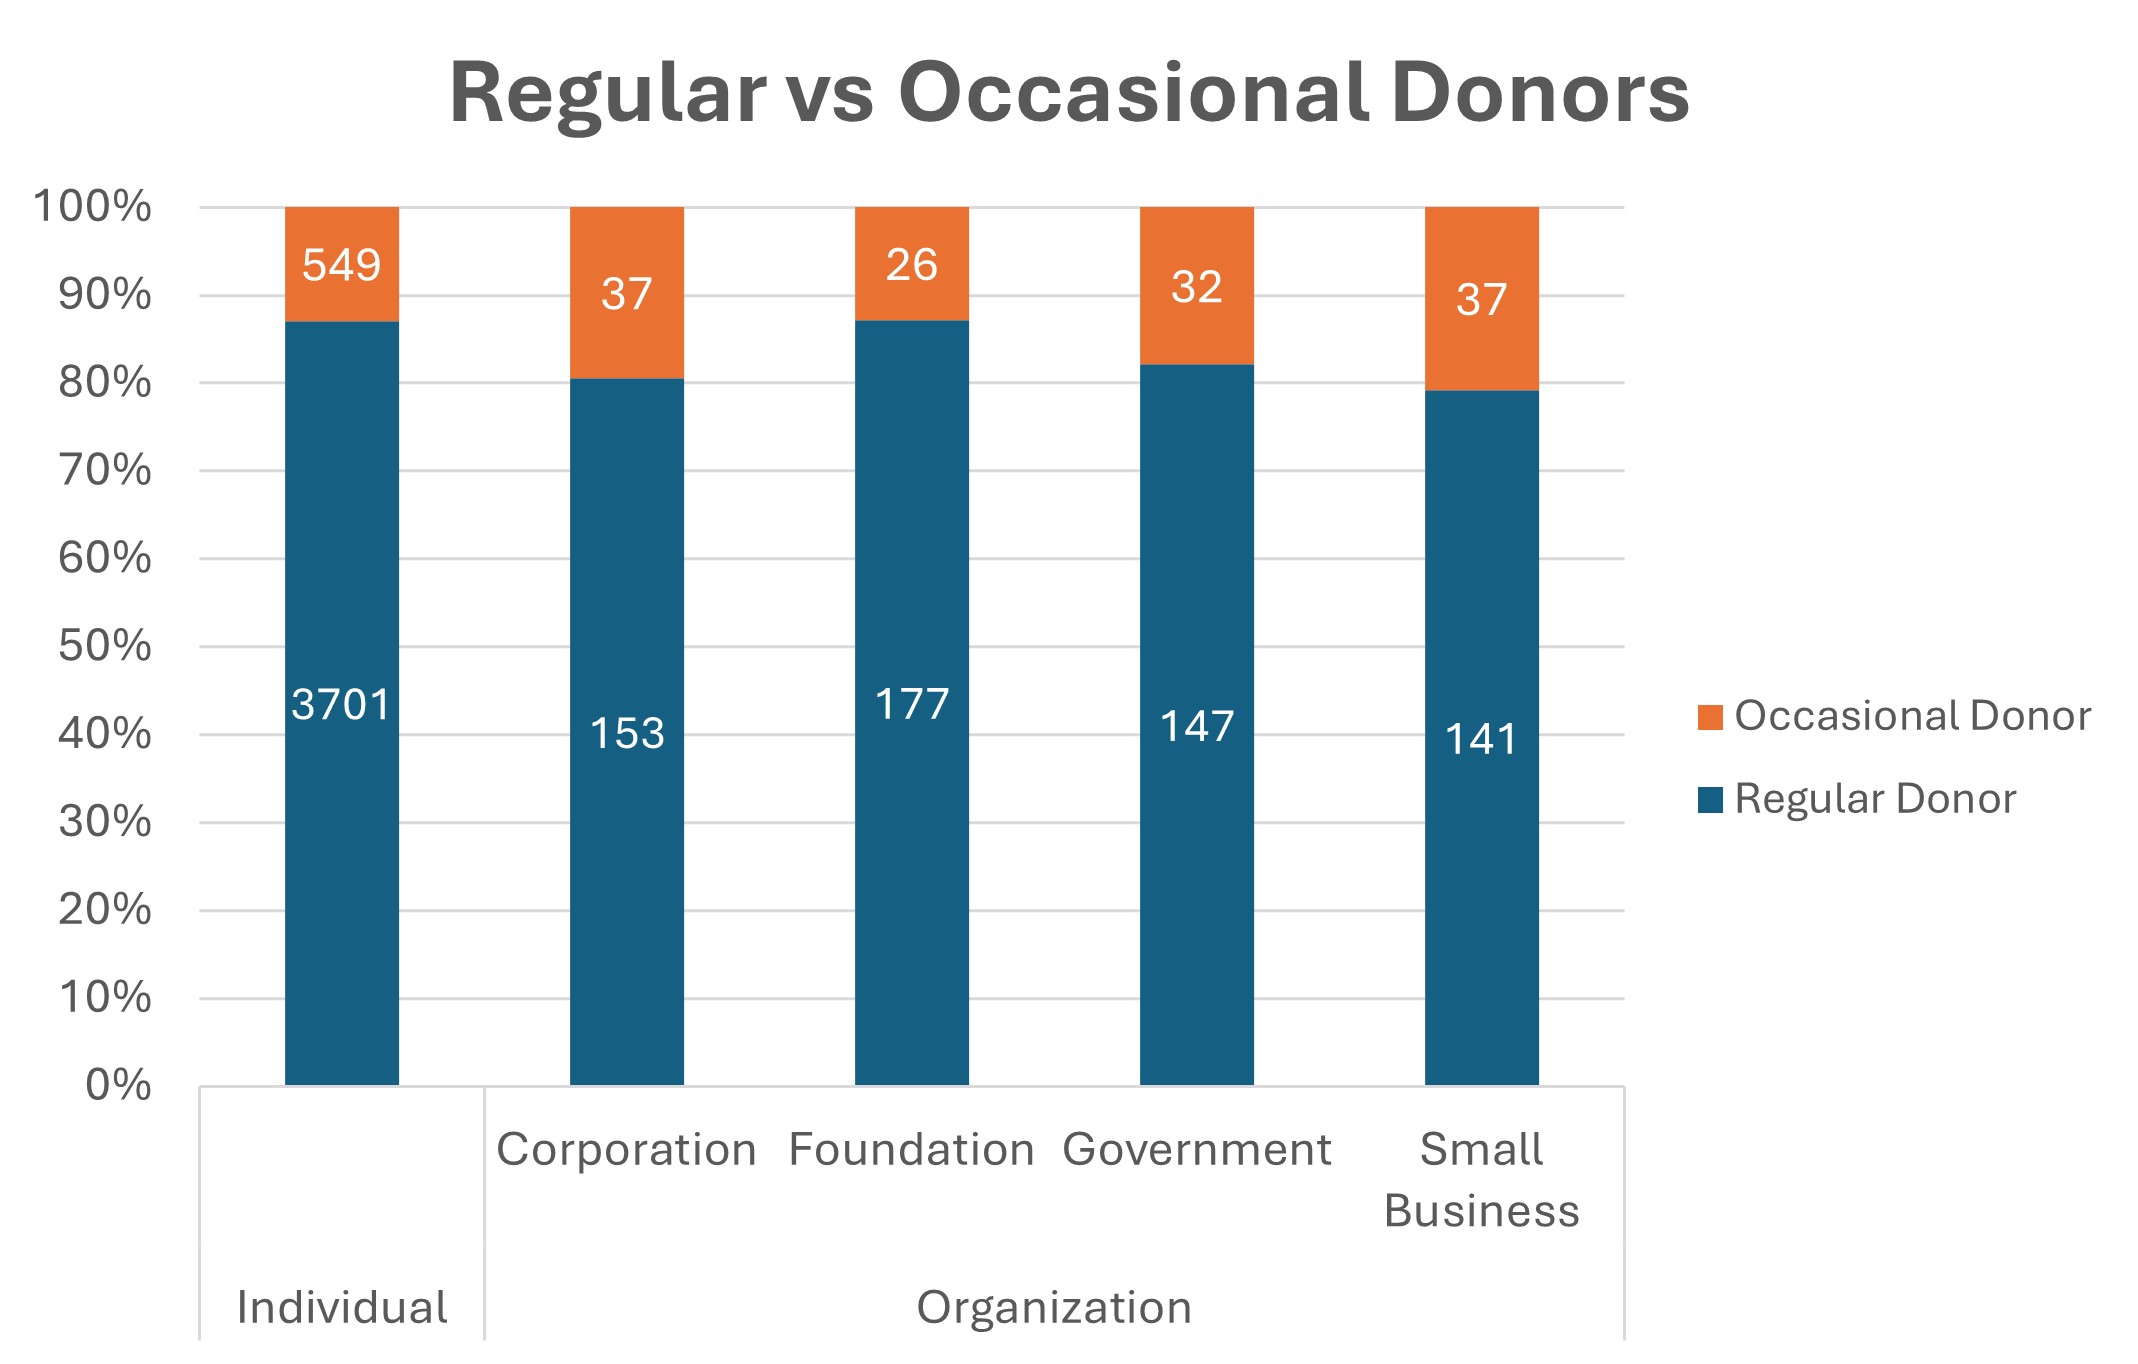 Regular vs Occasional Donors
100%
90%
80%
70%
60%
50%
40%
30%
20%
10%
0%
549
37
26
32
37
3701
153
177
147
141
Occasional Donor
Regular Donor
Corporation
Foundation
Government
Small
Business
Individual
Organization